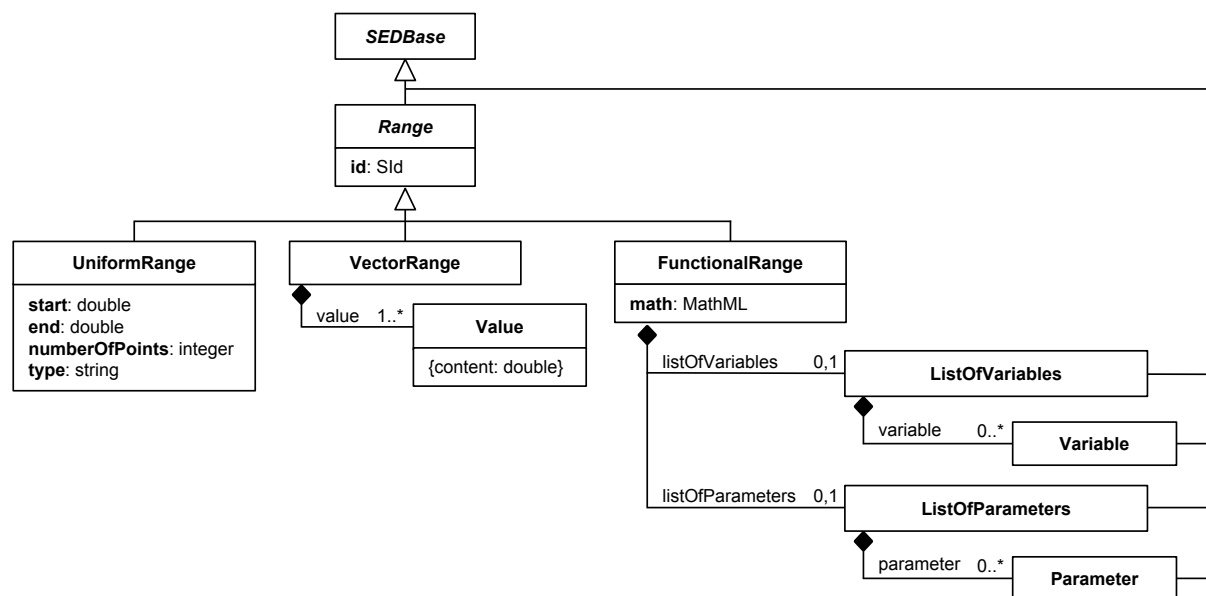 SEDBase
Range
id: SId
UniformRange
start: double
end: double
numberOfPoints: integer
type: string
VectorRange
value 1..*
Value
{content: double}
FunctionalRange
math: MathML
listOfVariables 0,1
ListOfVariables
variable 0..*
Variable
listOfParameters 0,1
ListOfParameters
parameter 0..*
Parameter